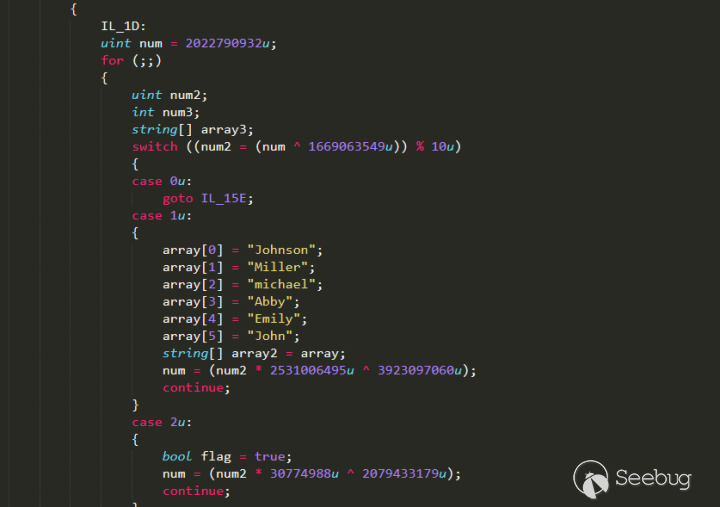 {
IL_1D:
uint num = 2022790932u;
for (;;)
{
uint num2;
int num3;
string[] array3;
switch ((num2 = (num ^ 1669063549u)) % 10u)
{
case 0u:
goto IL_15E;
case 1u:
{
array[0] = "Johnson";
array[1] = "Miller";
array[2] = "michael";
array[3] = "Abby";
array[4] = "Emily";
array[5] = "John";
string[] array2 = array;
num = (num2 * 2531006495u ^ 3923097060u);
continue;
}
case 2u:
{
bool flag = true;
num = (num2 * 30774988u ^ 2079433179u);
continue;
}
Seebug